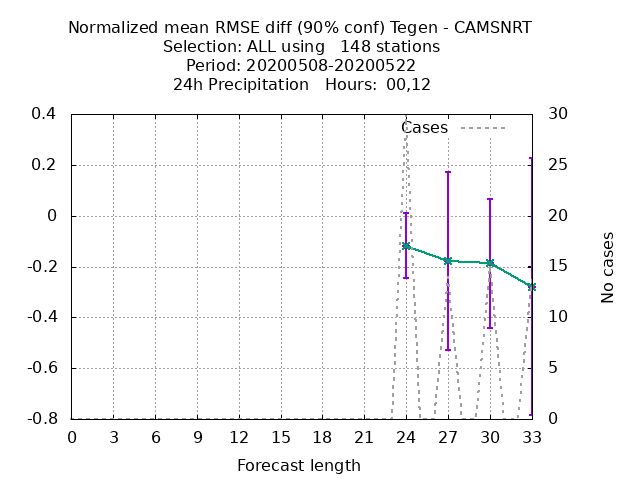 Normalized mean RMSE diff (90% conf) Tegen - CAMSNRT
Selection: ALL using   148 stations
Period: 20200508-20200522
24h Precipitation   Hours:  00,12
Cases
0.4
0.2
0
-0.2
-0.4
-0.6
-0.8
30
25
20
15
10
5
0
No cases
0 3 6 9 12 15 18 21 24 27 30 33
Forecast length